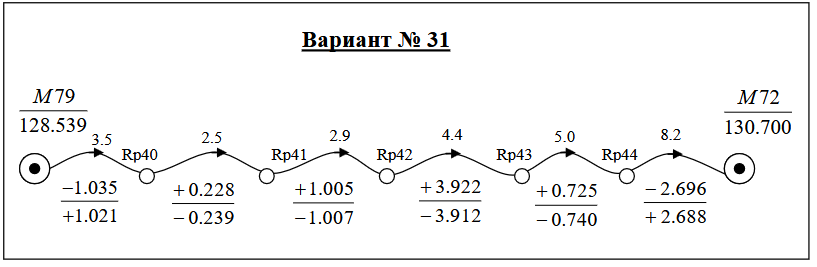 Вариант № 31
M79
128.539
M72
130.700
3.5 2.5 2.9 4.4 5.0 8.2
Rp40 Rp41 Rp42 Rp43 Rp44
−1.035 +0.228 +1.005 +3.922 +0.725 −2.696
+1.021 −0.239 −1.007 −3.912 −0.740 +2.688